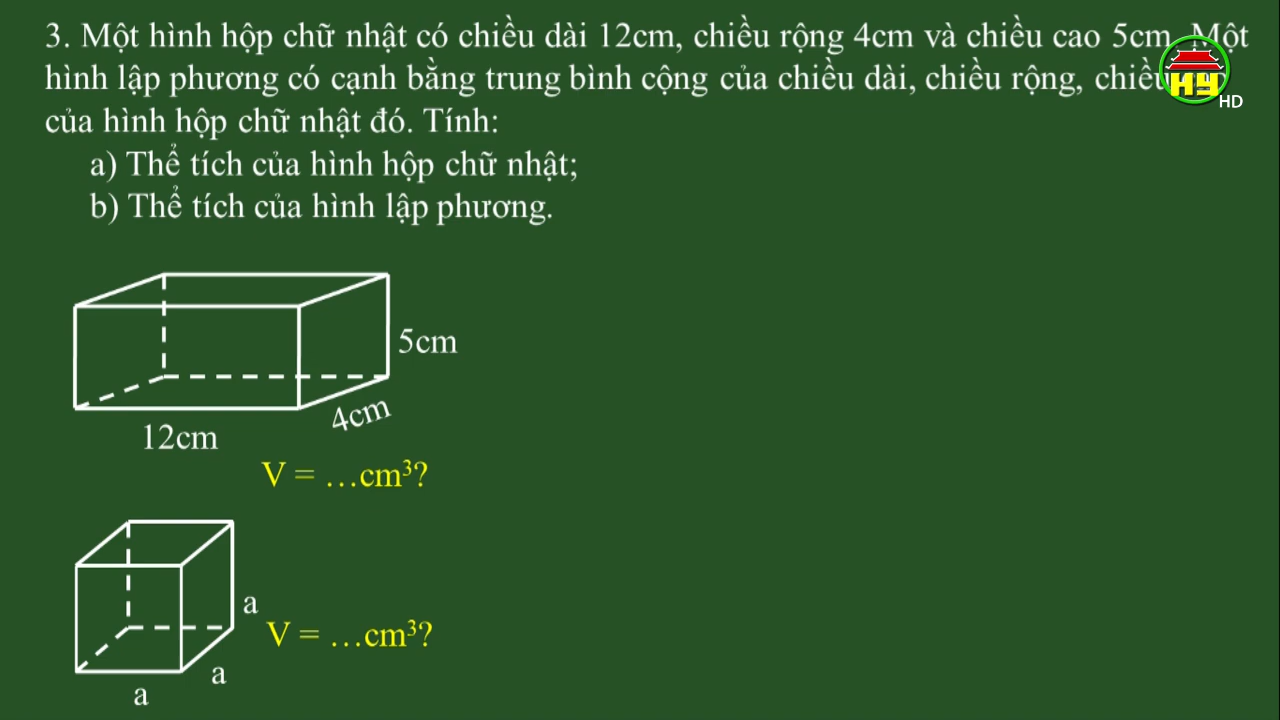 3. Một hình hộp chữ nhật có chiều dài 12cm, chiều rộng 4cm và chiều cao 5cm. Một
hình lập phương có cạnh bằng trung bình cộng của chiều dài, chiều rộng, chiều
của hình hộp chữ nhật đó. Tính:
a) Thể tích của hình hộp chữ nhật;
b) Thể tích của hình lập phương.
HY
HD
5cm
4cm
12cm
V = …cm³?
a
V = …cm³?
a
a